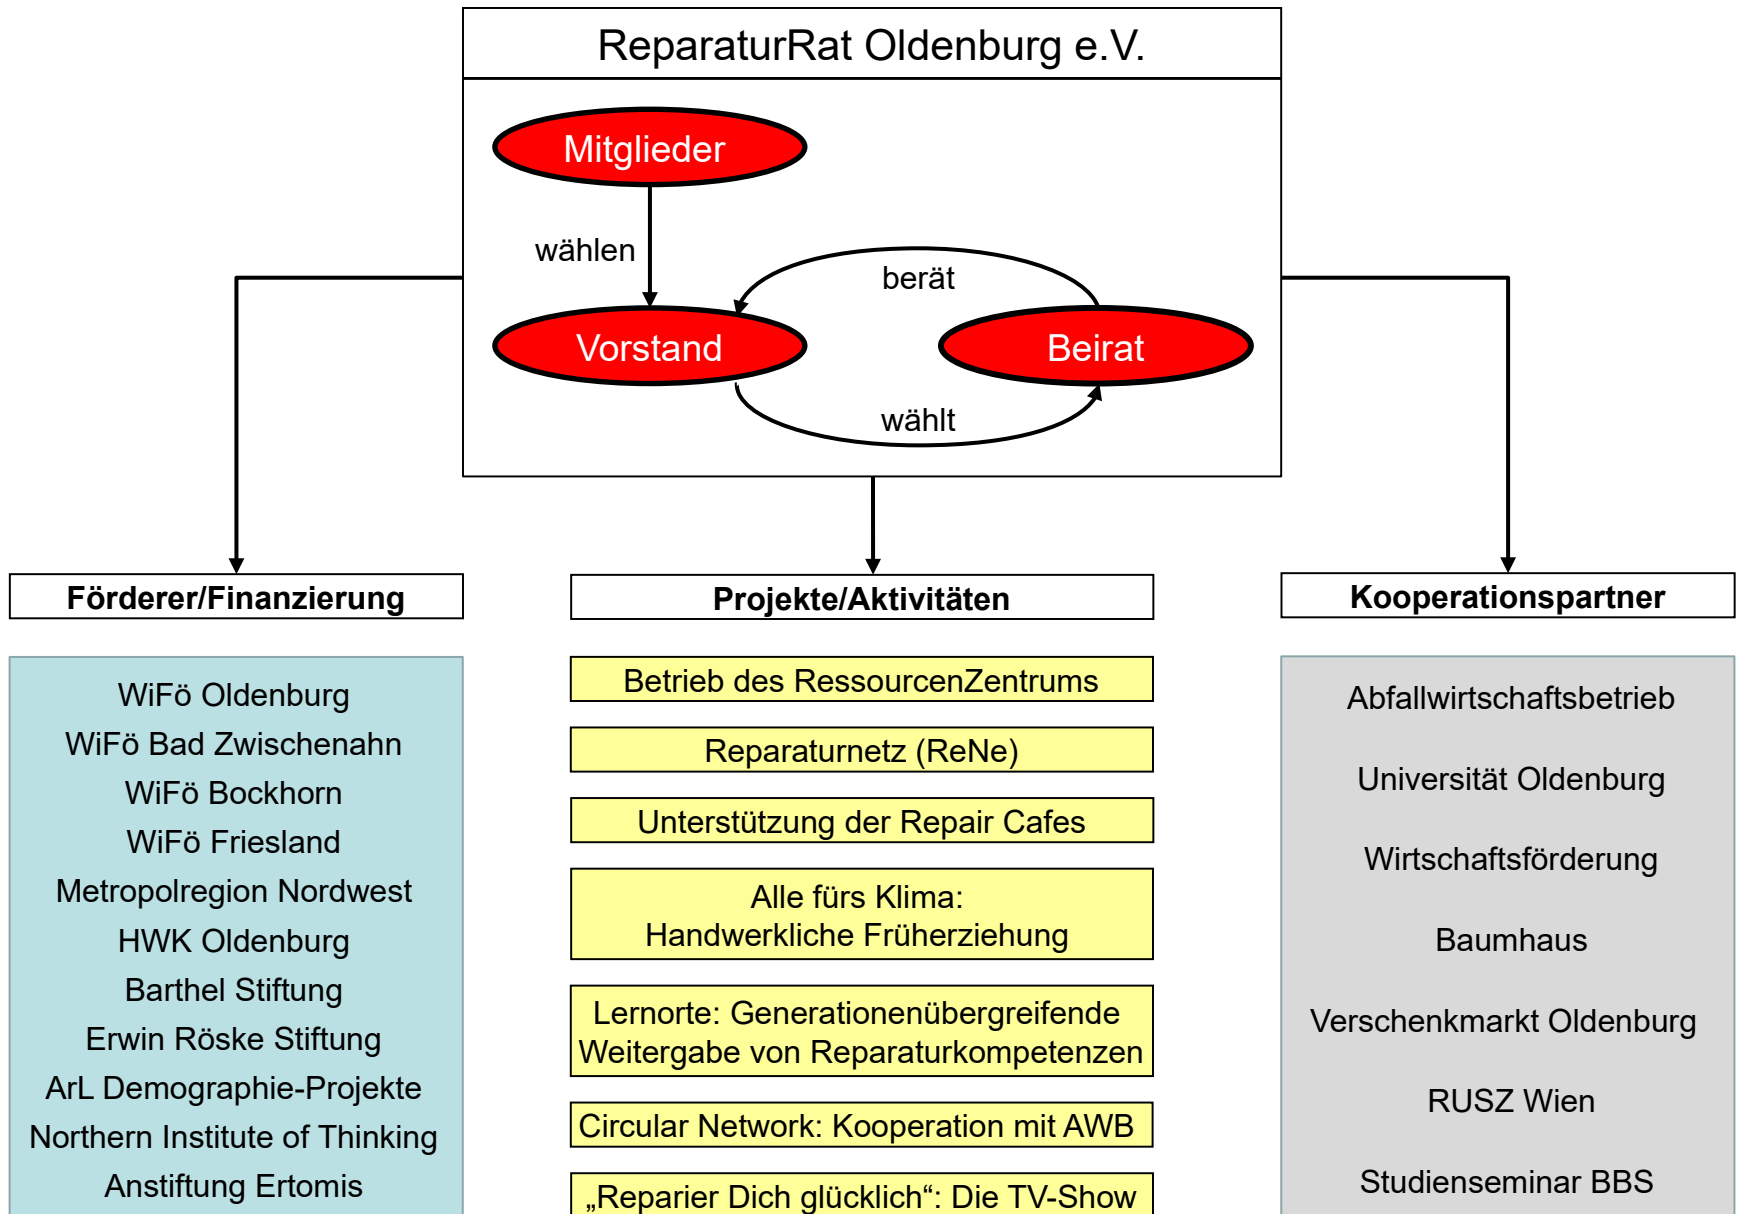 ReparaturRat Oldenburg e.V.
Mitglieder
wählen
berät
Vorstand
Beirat
wählt
Förderer/Finanzierung
WiFö Oldenburg
WiFö Bad Zwischenahn
WiFö Bockhorn
WiFö Friesland
Metropolregion Nordwest
HWK Oldenburg
Barthel Stiftung
Erwin Röske Stiftung
ArL Demographie-Projekte
Northern Institute of Thinking
Anstiftung Ertomis
Projekte/Aktivitäten
Betrieb des RessourcenZentrums
Reparaturnetz (ReNe)
Unterstützung der Repair Cafes
Alle fürs Klima:
Handwerkliche Früherziehung
Lernorte: Generationenübergreifende
Weitergabe von Reparaturkompetenzen
Circular Network: Kooperation mit AWB
„Reparier Dich glücklich“: Die TV-Show
Kooperationspartner
Abfallwirtschaftsbetrieb
Universität Oldenburg
Wirtschaftsförderung
Baumhaus
Verschenkmarkt Oldenburg
RUSZ Wien
Studienseminar BBS